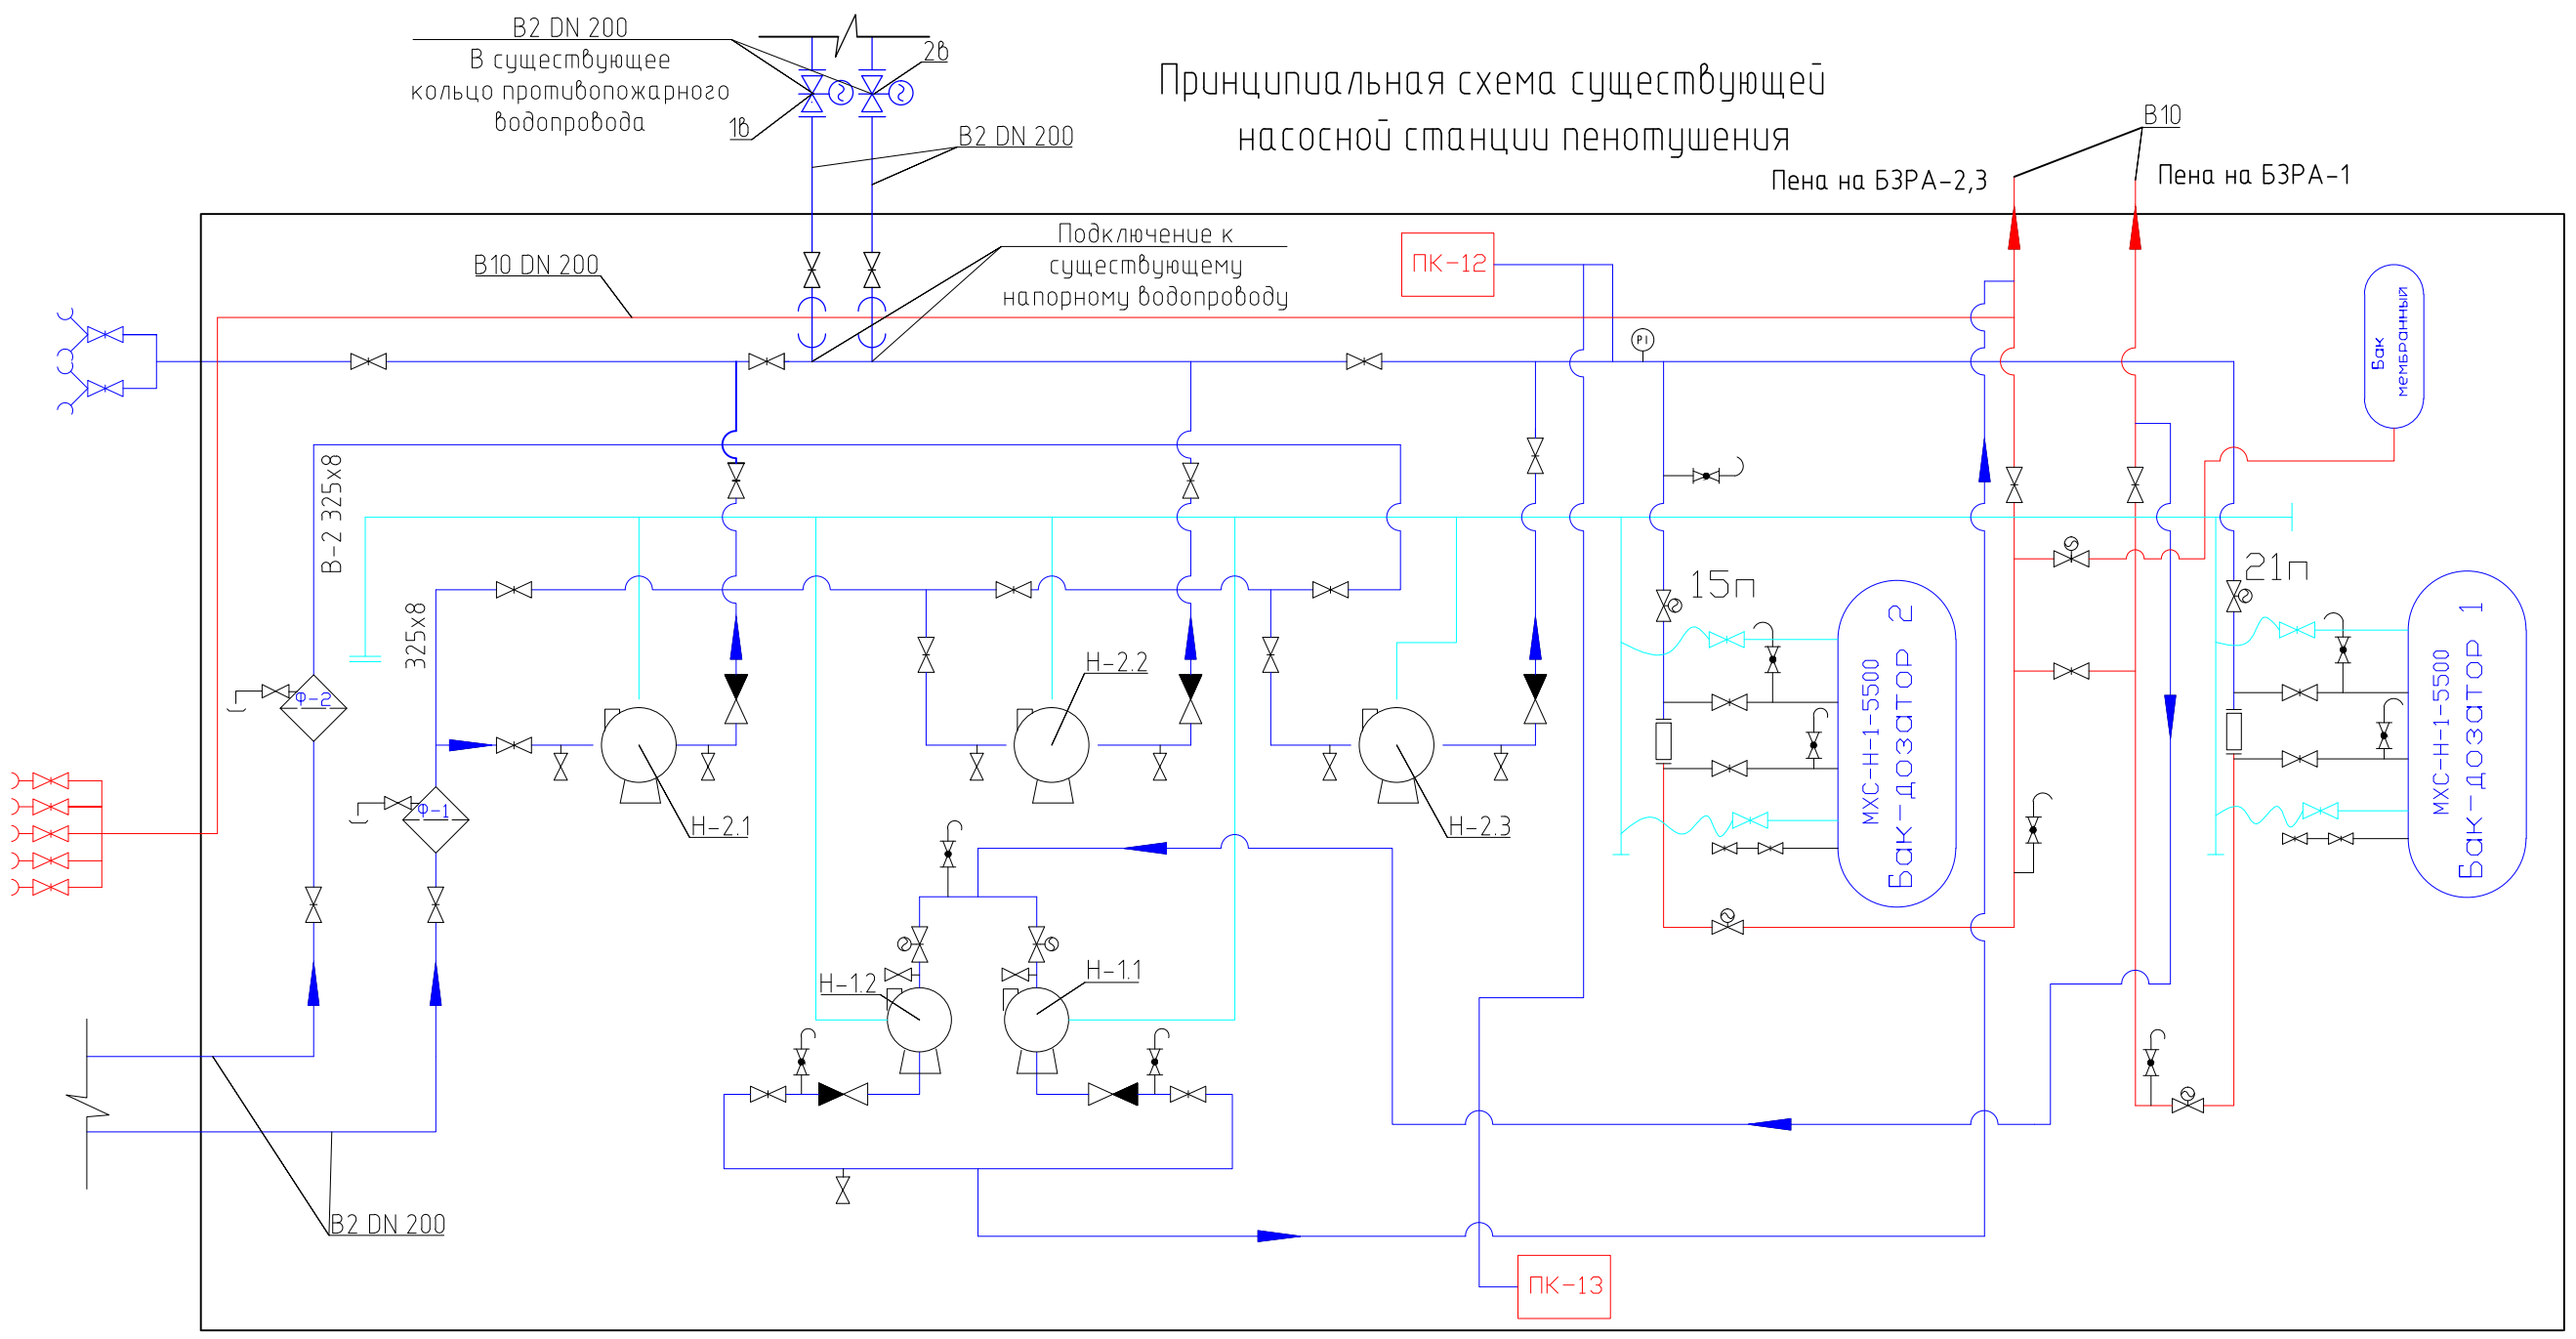 В2 DN 200
В существующее
кольцо противопожарного
водопровода
1в
2в
В2 DN 200
Принципиальная схема существующей
насосной станции пенотушения
В10
Пена на БЗРА-2,3
Пена на БЗРА-1
Подключение к
существующему
напорному водопроводу
В10 DN 200
ПК-12
PI
Бак
мембранный
В-2 325х8
325х8
15п
21п
Ф-2
Ф-1
Н-2.1
Н-2.2
Н-2.3
МХС-Н-1-5500
Бак-дозатор 2
МХС-Н-1-5500
Бак-дозатор 1
Н-1.2
Н-1.1
В2 DN 200
ПК-13